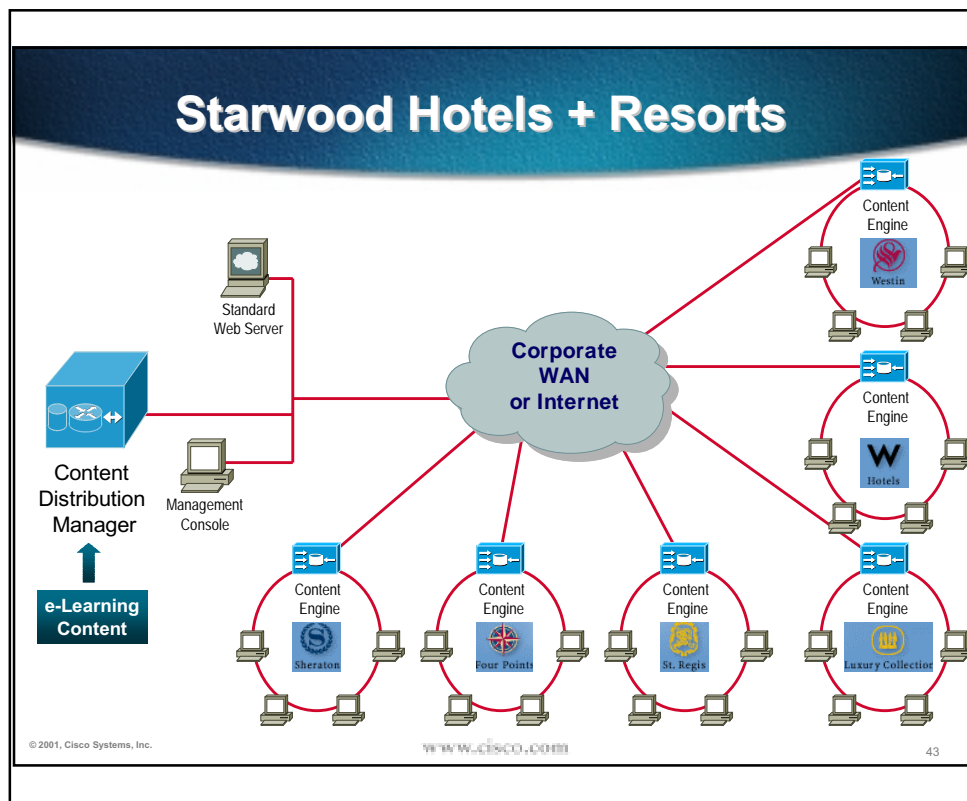 Starwood Hotels + Resorts
Content
Engine
Westin
Standard
Web Server
Corporate
WAN
or Internet
Content
Engine
W
Hotels
Content
Distribution
Manager
Management
Console
e-Learning
Content
Content
Engine
S
Sheraton
Content
Engine
Four Points
Content
Engine
St. Regis
Content
Engine
Luxury Collection
© 2001, Cisco Systems, Inc.
www.cisco.com
43